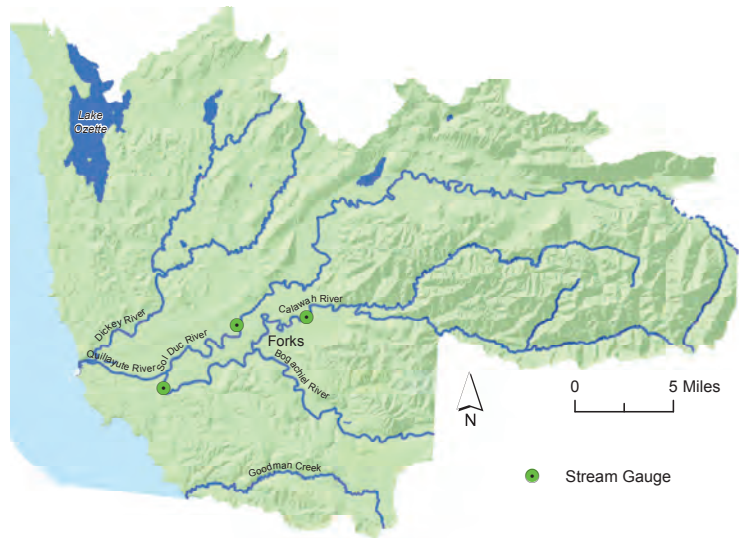 Lake
Ozette
Dickey River
Quillayute River
Sol Duc River
Calawah River
Forks
Bogachiel River
Goodman Creek
N
0 5 Miles
Stream Gauge